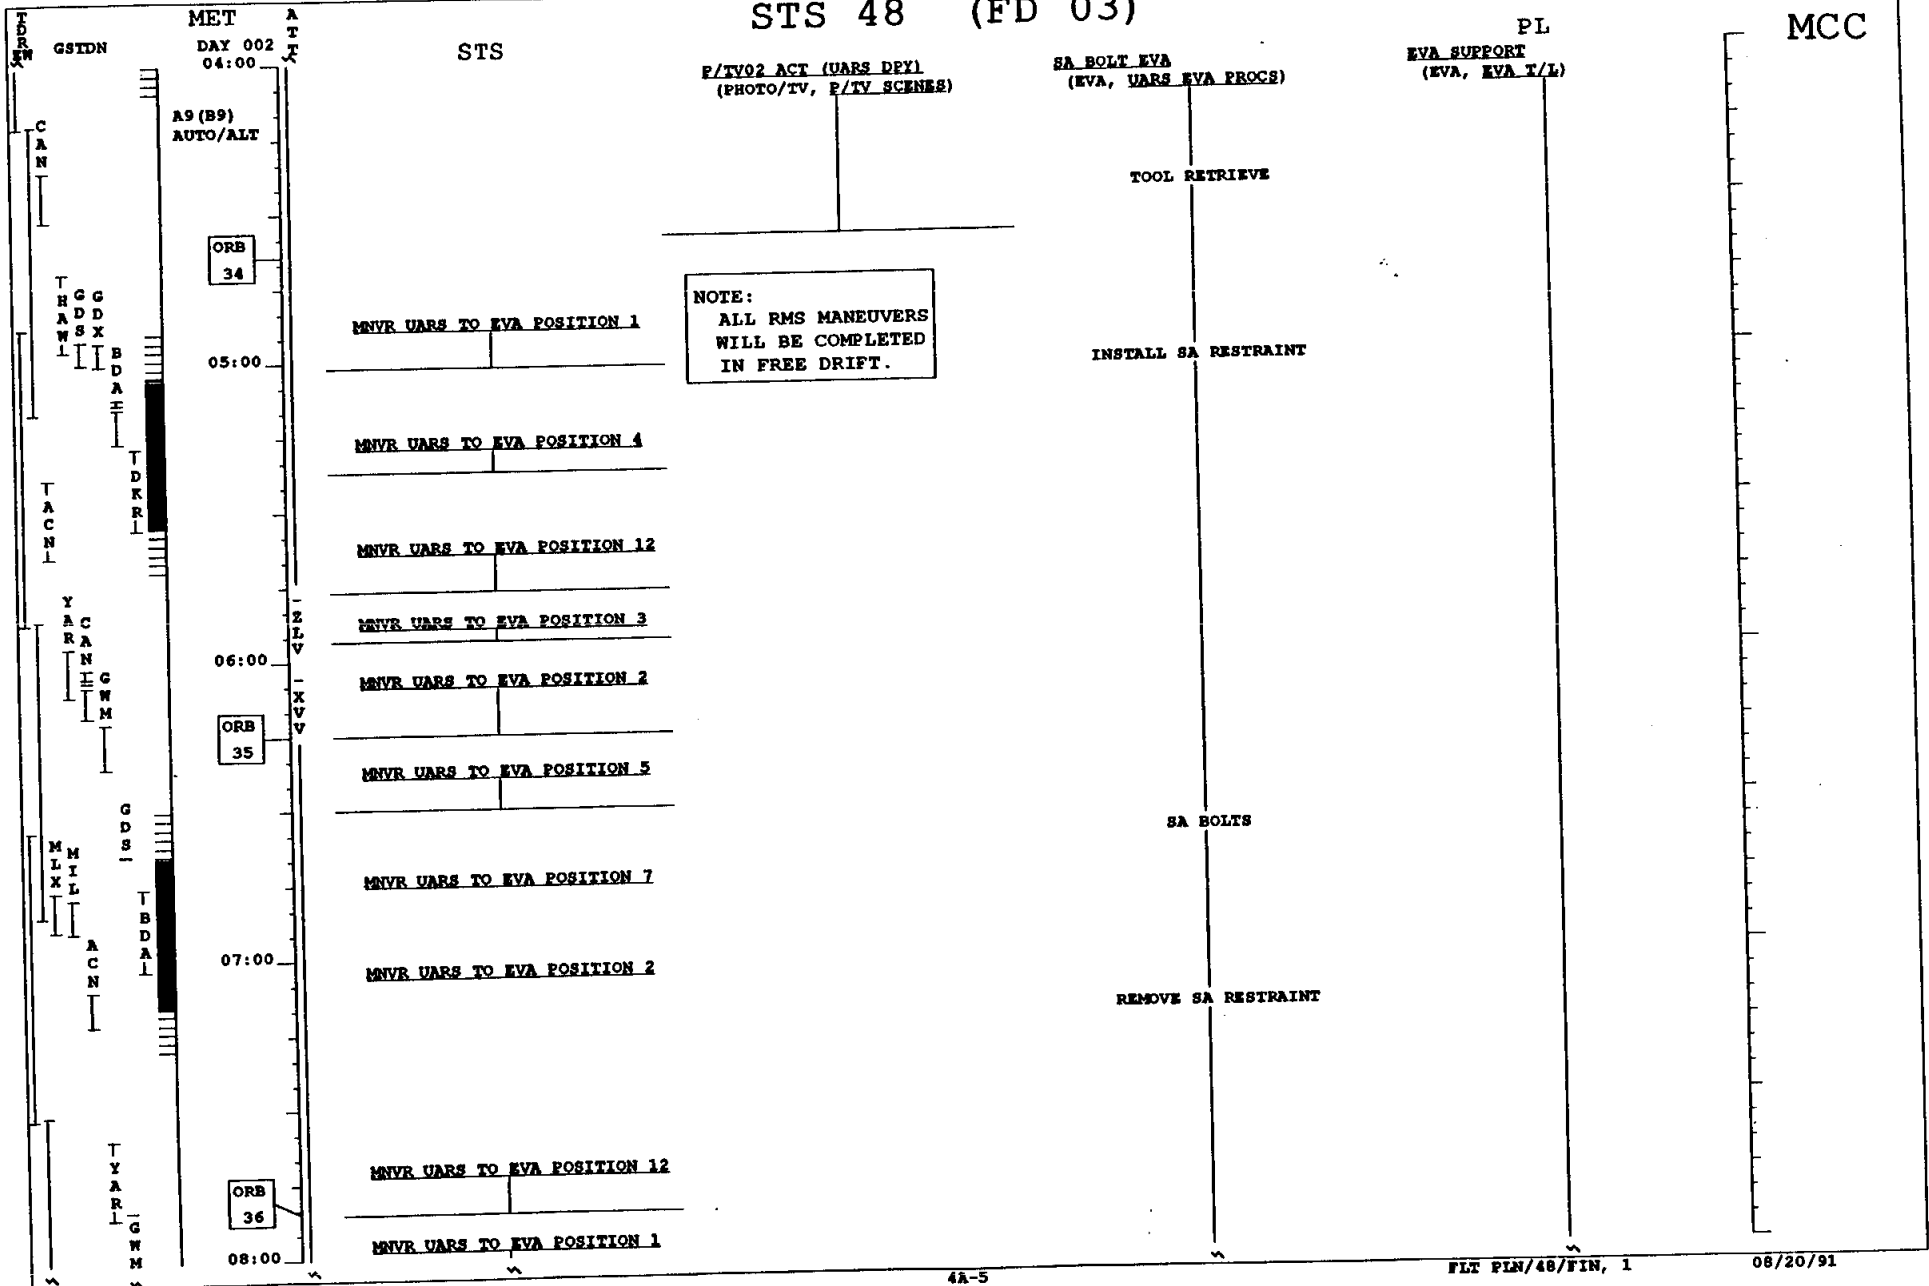 STS 48 (FD 03)
TDRS
E W
GSTDN
MET
DAY 002
ATT
STS
PL
MCC
04:00
A9(B9)
AUTO/ALT
P/TV02 ACT (UARS DPY)
(PHOTO/TV, P/TV SCENES)
SA BOLT EVA
(EVA, UARS EVA PROCS)
EVA SUPPORT
(EVA, EVA T/L)
CAN
TOOL RETRIEVE
ORB
34
HAW
GDS
GDX
BDA
NOTE:
ALL RMS MANEUVERS
WILL BE COMPLETED
IN FREE DRIFT.
MNVR UARS TO EVA POSITION 1
INSTALL SA RESTRAINT
05:00
MNVR UARS TO EVA POSITION 4
DKR
ACN
MNVR UARS TO EVA POSITION 12
YAR
CAN
GWM
-ZLV
-XVV
MNVR UARS TO EVA POSITION 3
06:00
MNVR UARS TO EVA POSITION 2
ORB
35
MNVR UARS TO EVA POSITION 5
GDS
SA BOLTS
MLX
MIL
MNVR UARS TO EVA POSITION 7
BDA
ACN
07:00
MNVR UARS TO EVA POSITION 2
REMOVE SA RESTRAINT
YAR
MNVR UARS TO EVA POSITION 12
ORB
36
GWM
MNVR UARS TO EVA POSITION 1
08:00
4A-5
FLT PLN/48/FIN, 1
08/20/91